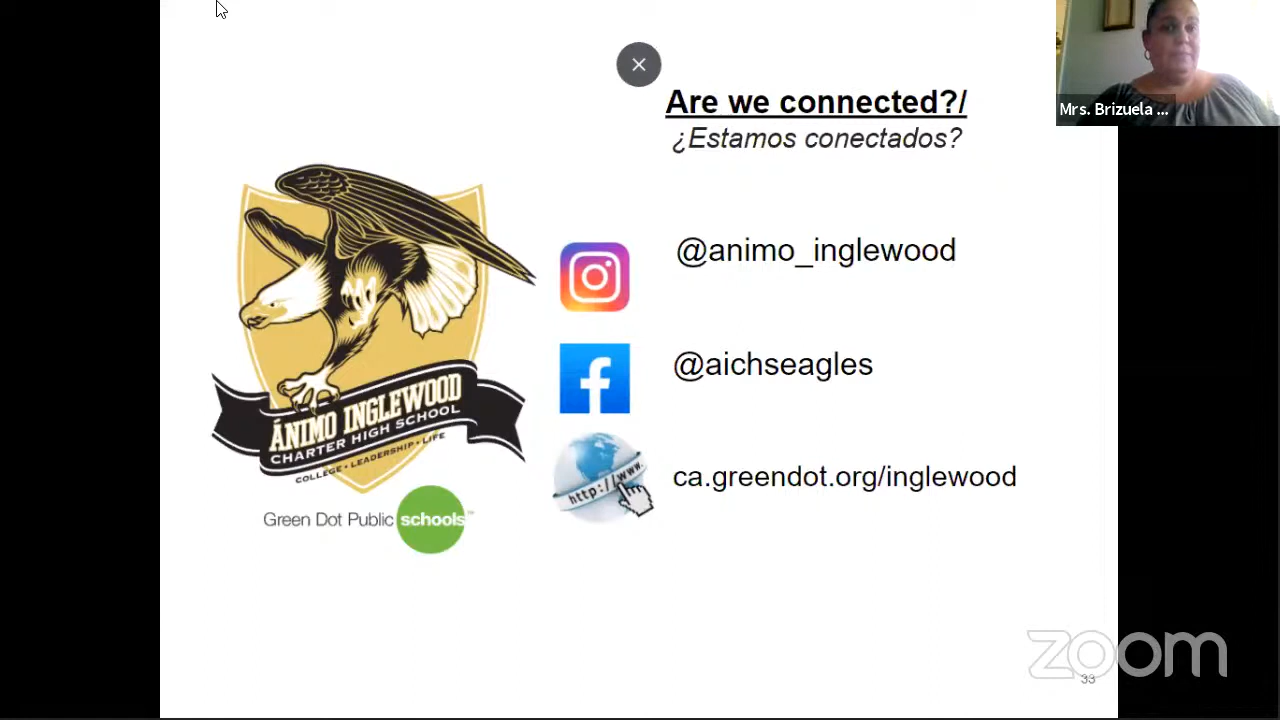 Are we connected?/
¿Estamos conectados?
Mrs. Brizuela ...
@animo_inglewood
@aichseagles
ÁNIMO INGLEWOOD
CHARTER HIGH SCHOOL
COLLEGE • LEADERSHIP • LIFE
http://www.
ca.greendot.org/inglewood
Green Dot Public schools™
zoom
33